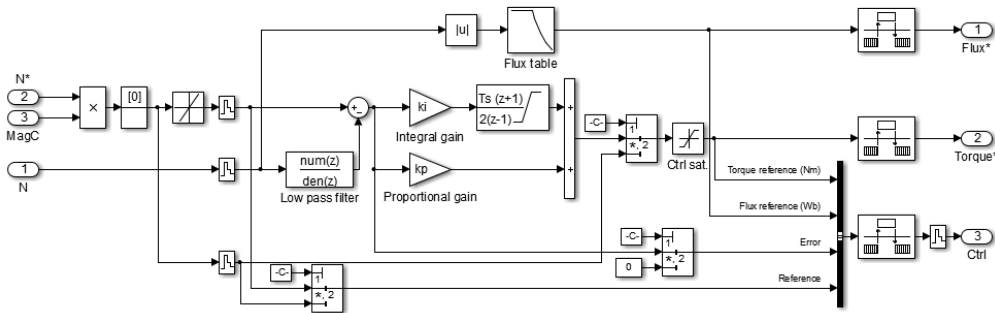 |u|
Flux table
1
Flux*
N*
2
3
MagC
×
[0]
1
N
+
_
ki
Integral gain
Ts (z+1)
2(z-1)
+
+
num(z)
den(z)
Low pass filter
kp
Proportional gain
-C-
1
*, 2
Ctrl sat.
2
Torque*
Torque reference (Nm)
Flux reference (Wb)
Error
Reference
3
Ctrl
-C-
1
*, 2
0
-C-
1
*, 2